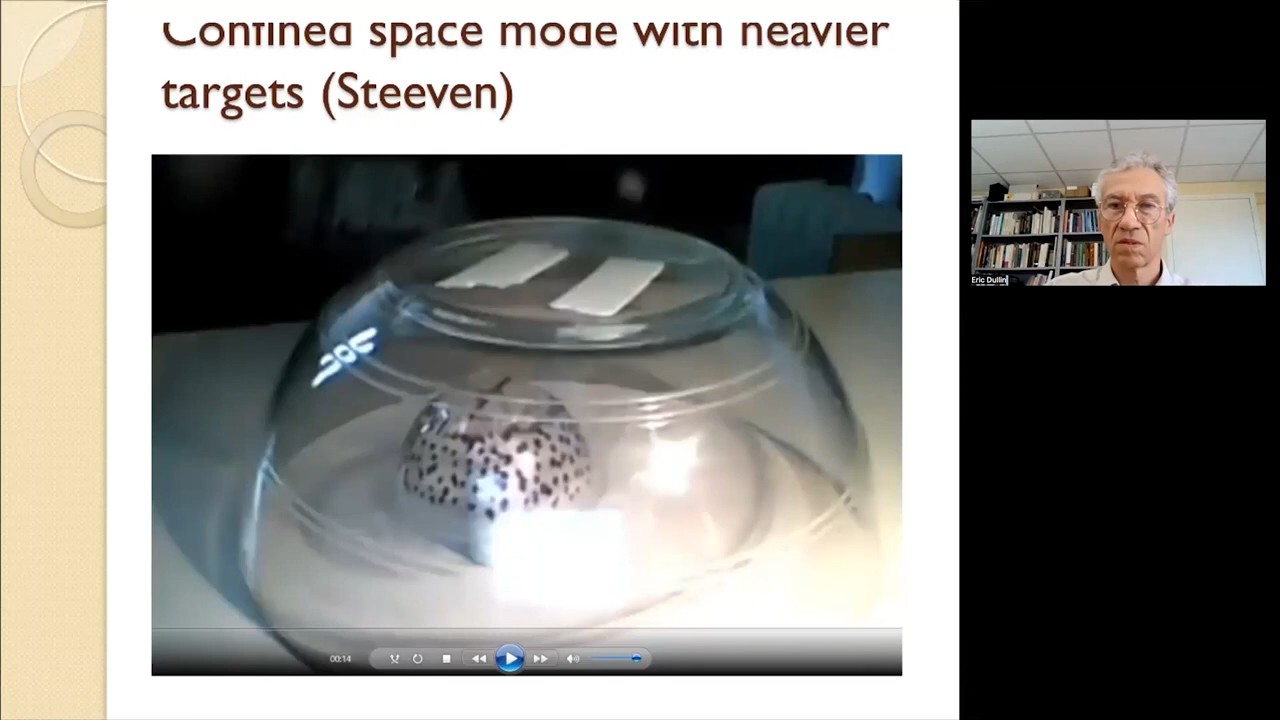 Confined space mode with heavier
targets (Steeven)
00:14
Eric Dullin